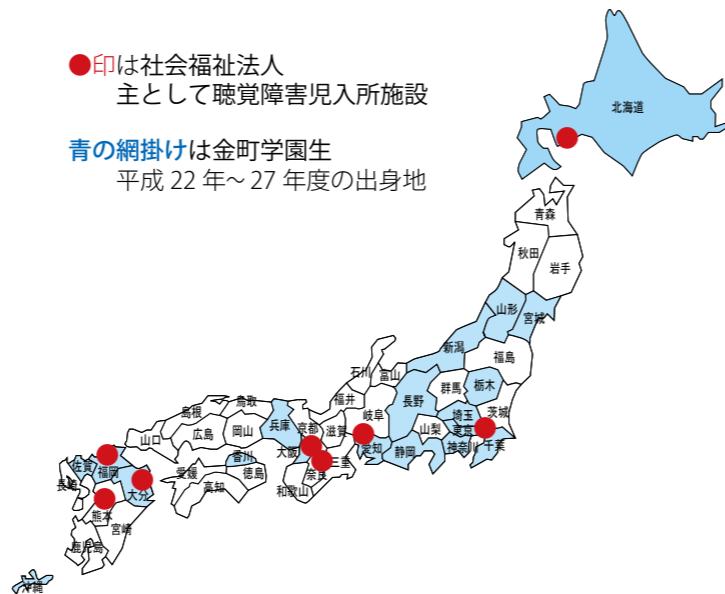 ●印は社会福祉法人
主として聴覚障害児入所施設
青の網掛けは金町学園生
平成 22 年～ 27 年度の出身地
北海道
青森
秋田
岩手
山形
宮城
新潟
福島
石川
富山
群馬
栃木
長野
福井
岐阜
埼玉
茨城
鳥取
島根
兵庫
京都
滋賀
山梨
東京
山口
広島
岡山
大阪
三重
愛知
静岡
神奈川
千葉
香川
佐賀
福岡
愛媛
徳島
奈良
長崎
大分
高知
和歌山
熊本
宮崎
鹿児島
沖縄